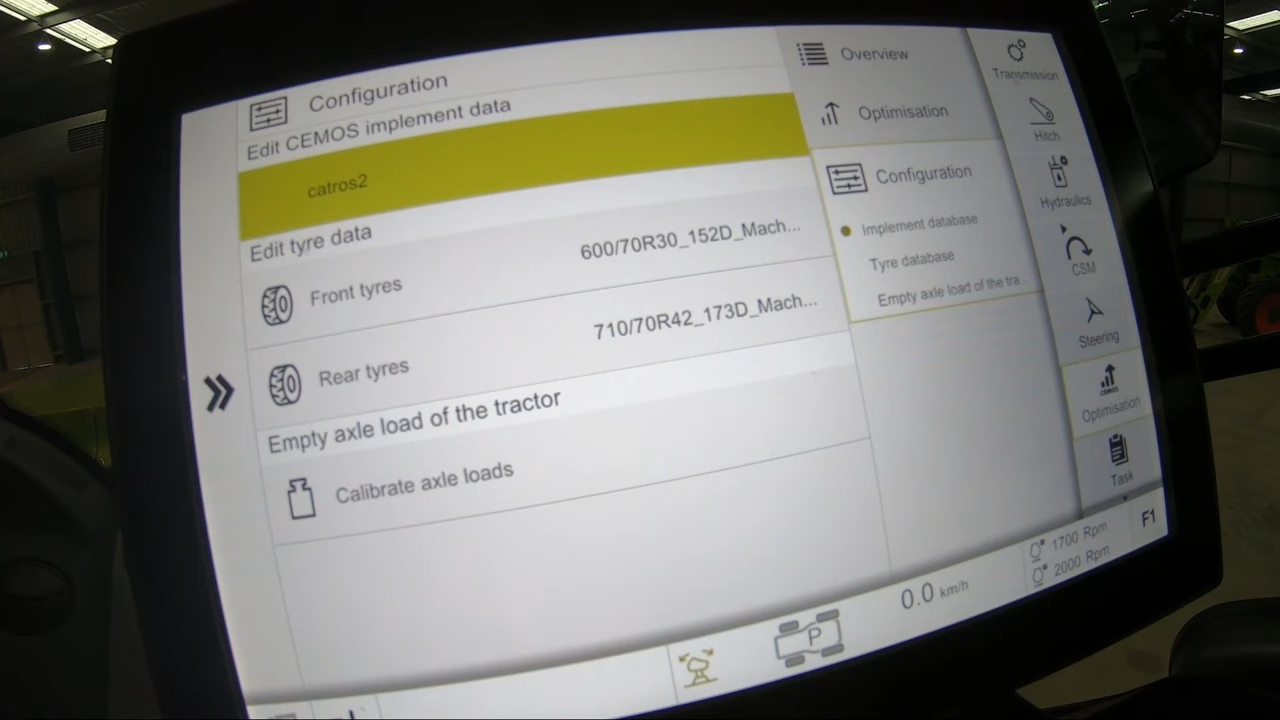 Configuration
Edit CEMOS implement data
catros2
Edit tyre data
Front tyres
600/70R30_152D_Mach...
Rear tyres
710/70R42_173D_Mach...
Empty axle load of the tractor
Calibrate axle loads
Overview
Optimisation
Configuration
Implement database
Tyre database
Empty axle load of the tra...
Transmission
Hitch
Hydraulics
CSM
Steering
CEMOS
Optimisation
Task
P
0.0 km/h
1700 Rpm
2000 Rpm
F1